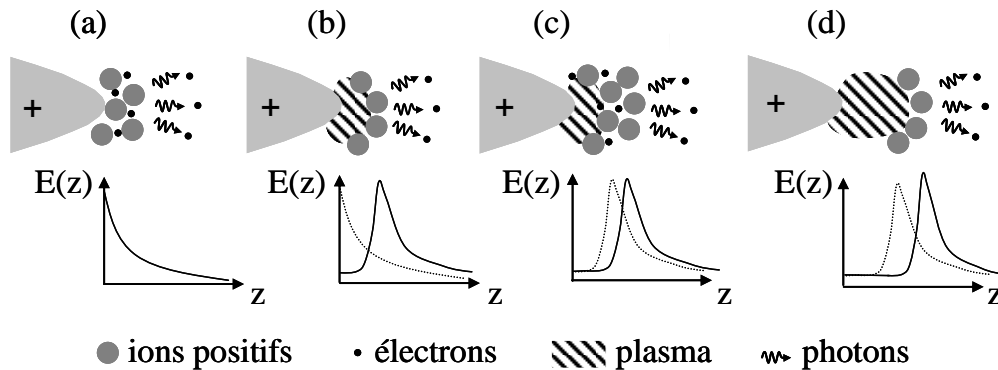 (a) (b) (c) (d)
+ + + +
E(z) E(z) E(z) E(z)
z z z z
ions positifs électrons plasma photons